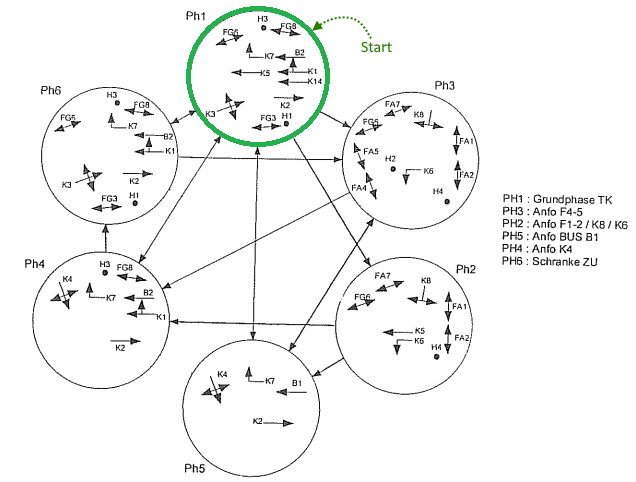 Ph1
H3
FG6
FG8
K7
B2
K5
K1
K14
K3
K2
FG3
H1
Start
Ph6
H3
FG6
FG8
K7
B2
K1
K3
K2
FG3
H1
Ph3
FA7
FG6
K8
FA1
FA5
H2
K6
FA2
FA4
H4
PH1 : Grundphase TK
PH3 : Anfo F4-5
PH2 : Anfo F1-2 / K8 / K6
PH5 : Anfo BUS B1
PH4 : Anfo K4
PH6 : Schranke ZU
Ph4
H3
K4
FG8
K7
B2
K1
K2
Ph2
FA7
K8
FG6
FA1
K5
K6
FA2
H4
Ph5
K4
K7
B1
K2